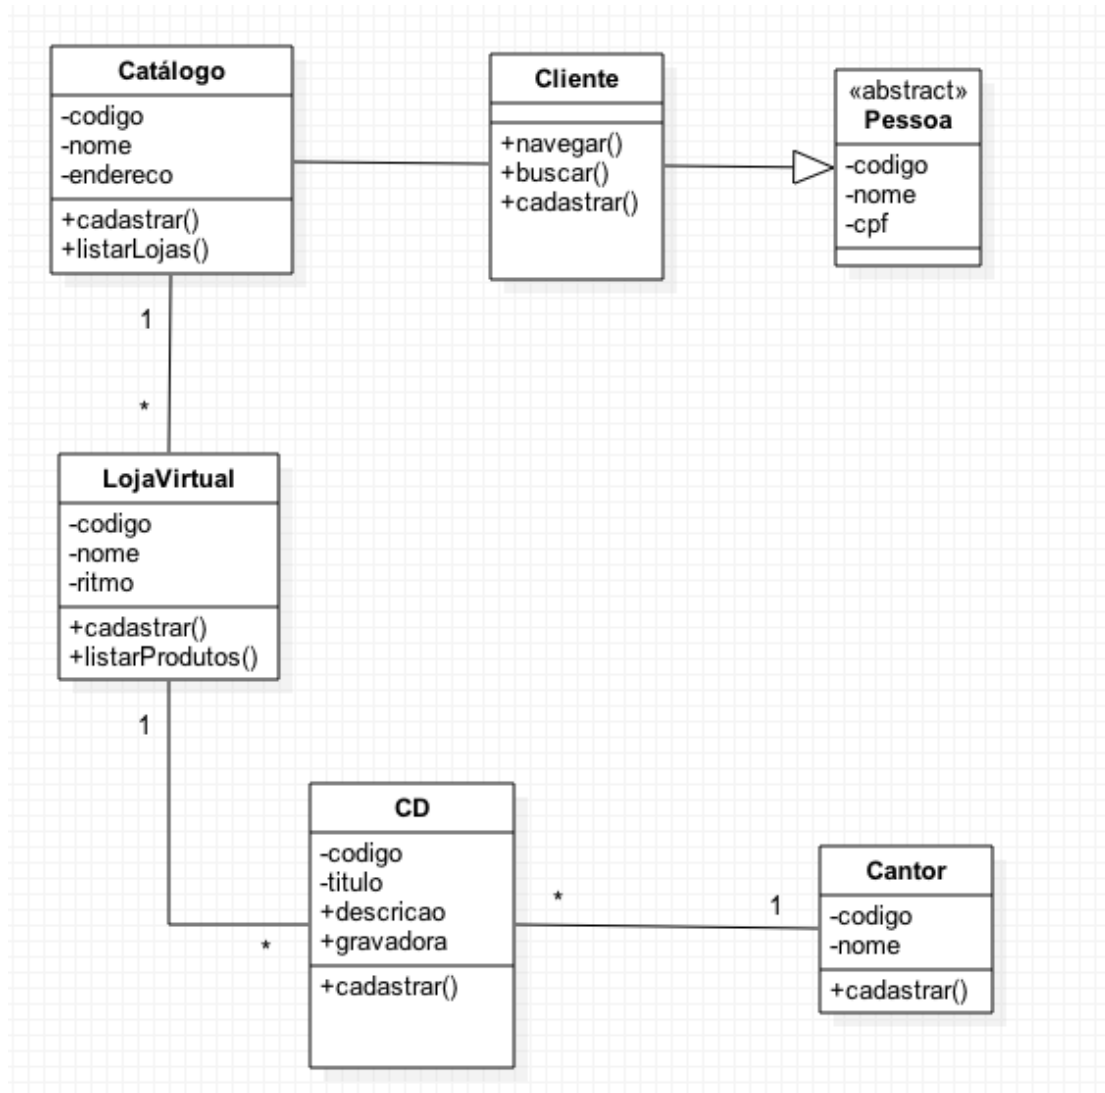 Catálogo
-codigo
-nome
-endereco
+cadastrar()
+listarLojas()
Cliente
+navegar()
+buscar()
+cadastrar()
«abstract»
Pessoa
-codigo
-nome
-cpf
1
*
LojaVirtual
-codigo
-nome
-ritmo
+cadastrar()
+listarProdutos()
1
*
CD
-codigo
-titulo
+descricao
+gravadora
+cadastrar()
*
1
Cantor
-codigo
-nome
+cadastrar()